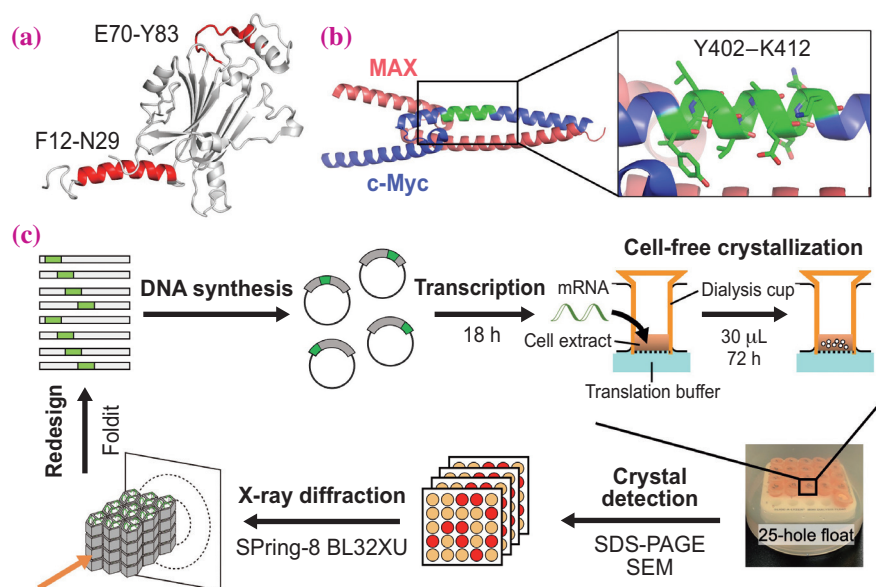 (a)
E70-Y83
F12-N29
(b)
MAX
c-Myc
Y402–K412
(c)
DNA synthesis
Transcription
18 h
Cell-free crystallization
mRNA
Dialysis cup
Cell extract
30 μL
72 h
Translation buffer
Redesign
Foldit
X-ray diffraction
SPring-8 BL32XU
Crystal
detection
SDS-PAGE
SEM
25-hole float